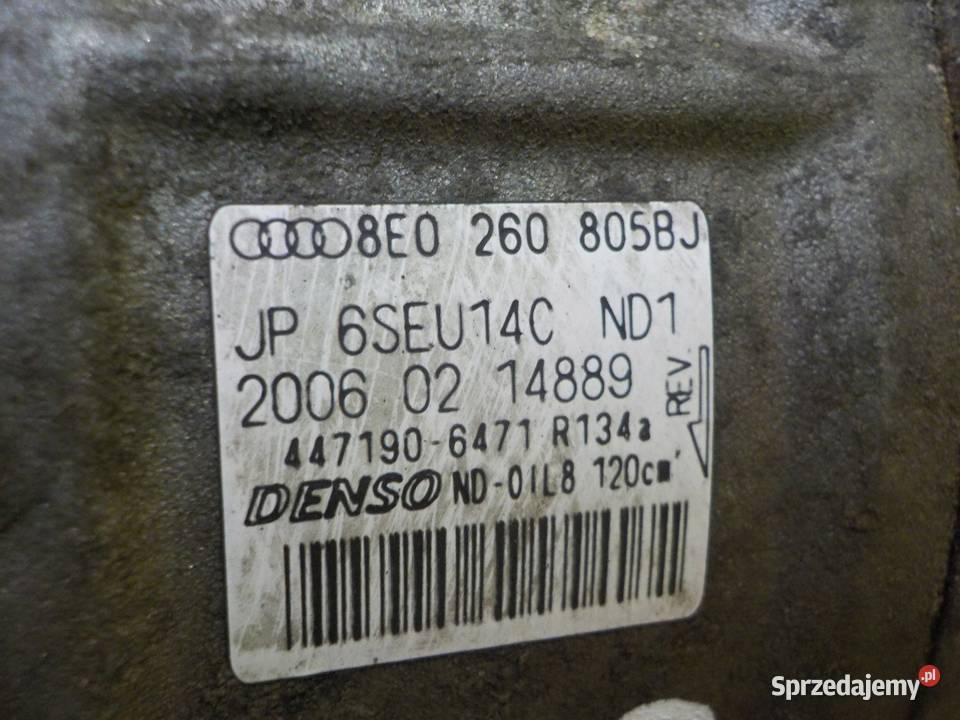 8E0 260 805BJ
JP 6SEU14C ND1
2006 02 14889
REV
447190-6471 R134a
DENSO ND-OIL8 120cm³
Sprzedajemy.pl